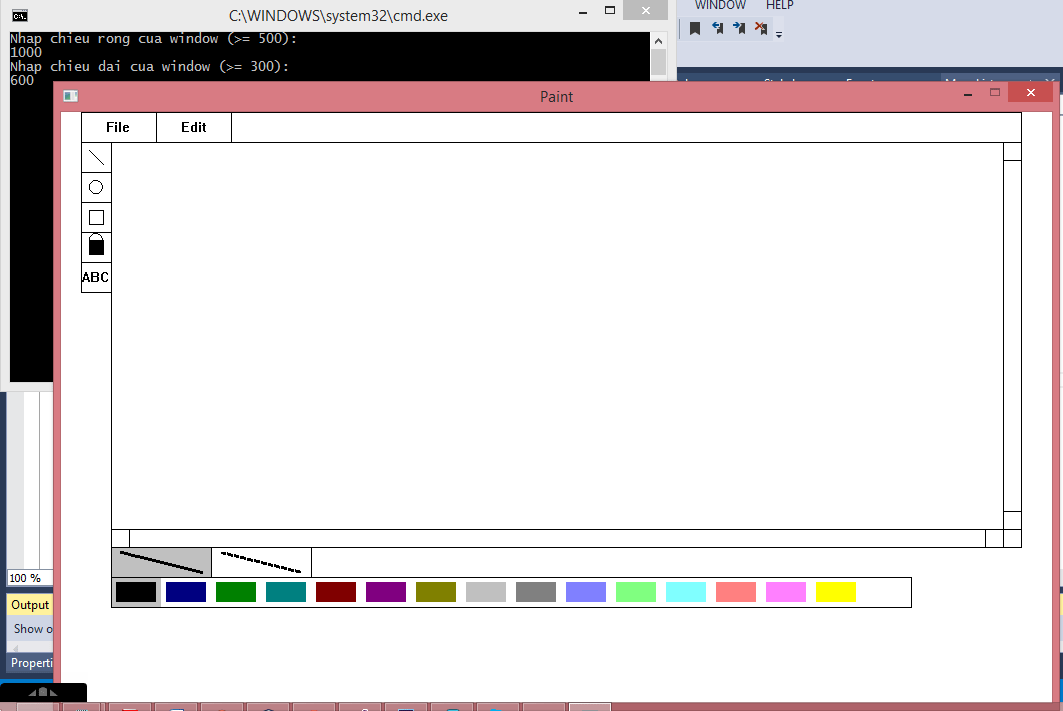 C:\WINDOWS\system32\cmd.exe
WINDOW HELP
Nhap chieu rong cua window (>= 500):
1000
Nhap chieu dai cua window (>= 300):
600
Paint
File Edit
ABC
100 %
Output
Show o
Properti